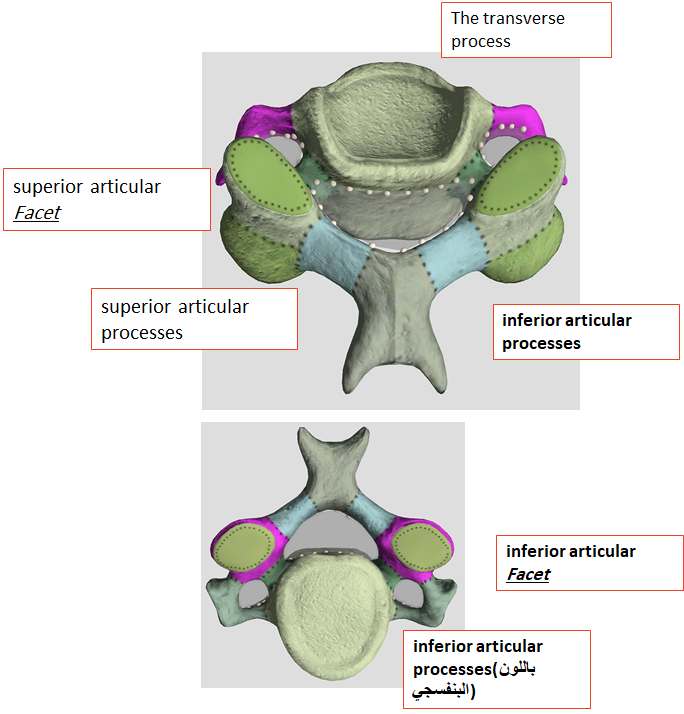 The transverse
process
superior articular
Facet
superior articular
processes
inferior articular
processes
inferior articular
Facet
inferior articular
processes(باللون
البنفسجي)